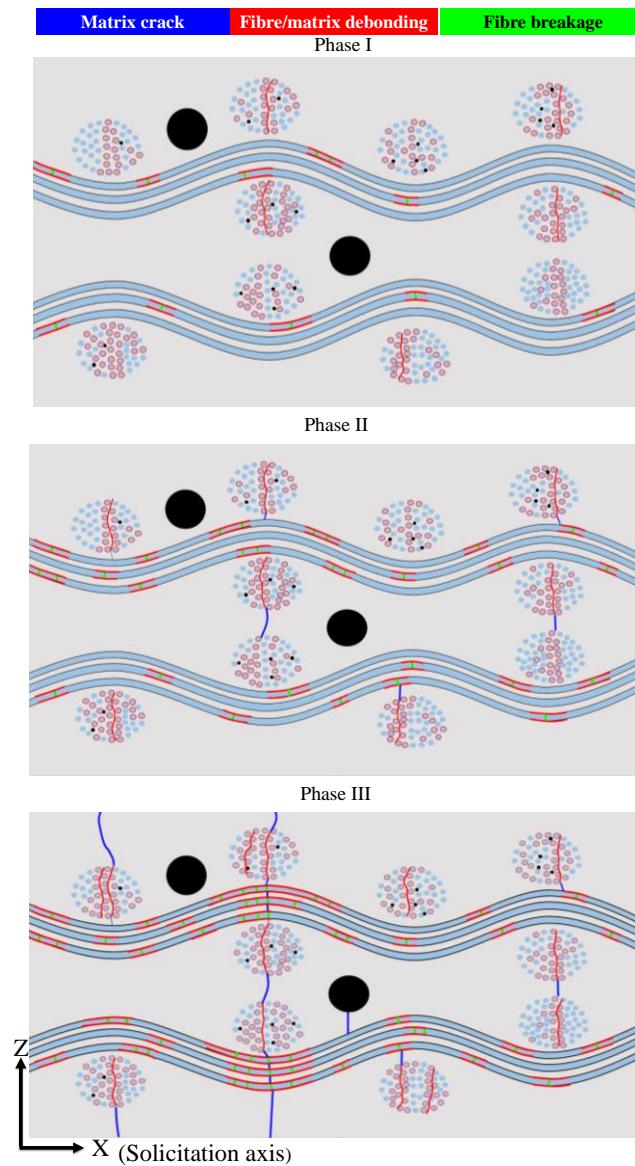 Matrix crack Fibre/matrix debonding Fibre breakage
Phase I
Phase II
Phase III
Z
X (Solicitation axis)